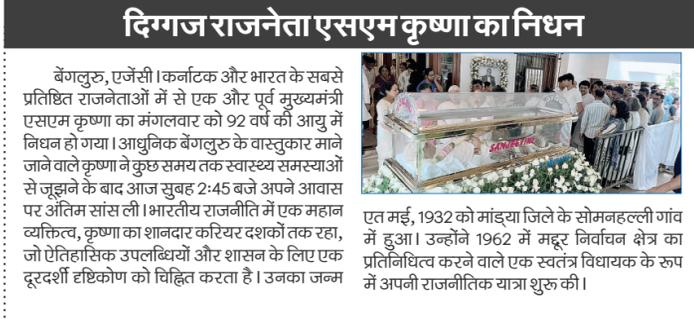 दिग्गज राजनेता एसएम कृष्णा का निधन
बेंगलुरु, एजेंसी। कर्नाटक और भारत के सबसे
प्रतिष्ठित राजनेताओं में से एक और पूर्व मुख्यमंत्री
एसएम कृष्णा का मंगलवार को 92 वर्ष की आयु में
निधन हो गया। आधुनिक बेंगलुरु के वास्तुकार माने
जाने वाले कृष्णा ने कुछ समय तक स्वास्थ्य समस्याओं
से जूझने के बाद आज सुबह 2:45 बजे अपने आवास
पर अंतिम सांस ली। भारतीय राजनीति में एक महान
व्यक्तित्व, कृष्णा का शानदार करियर दशकों तक रहा,
जो ऐतिहासिक उपलब्धियों और शासन के लिए एक
दूरदर्शी दृष्टिकोण को चिह्नित करता है। उनका जन्म
SANJEEVINI
एत मई, 1932 को मांड्या जिले के सोमनहल्ली गांव
में हुआ। उन्होंने 1962 में मद्दूर निर्वाचन क्षेत्र का
प्रतिनिधित्व करने वाले एक स्वतंत्र विधायक के रूप
में अपनी राजनीतिक यात्रा शुरू की।